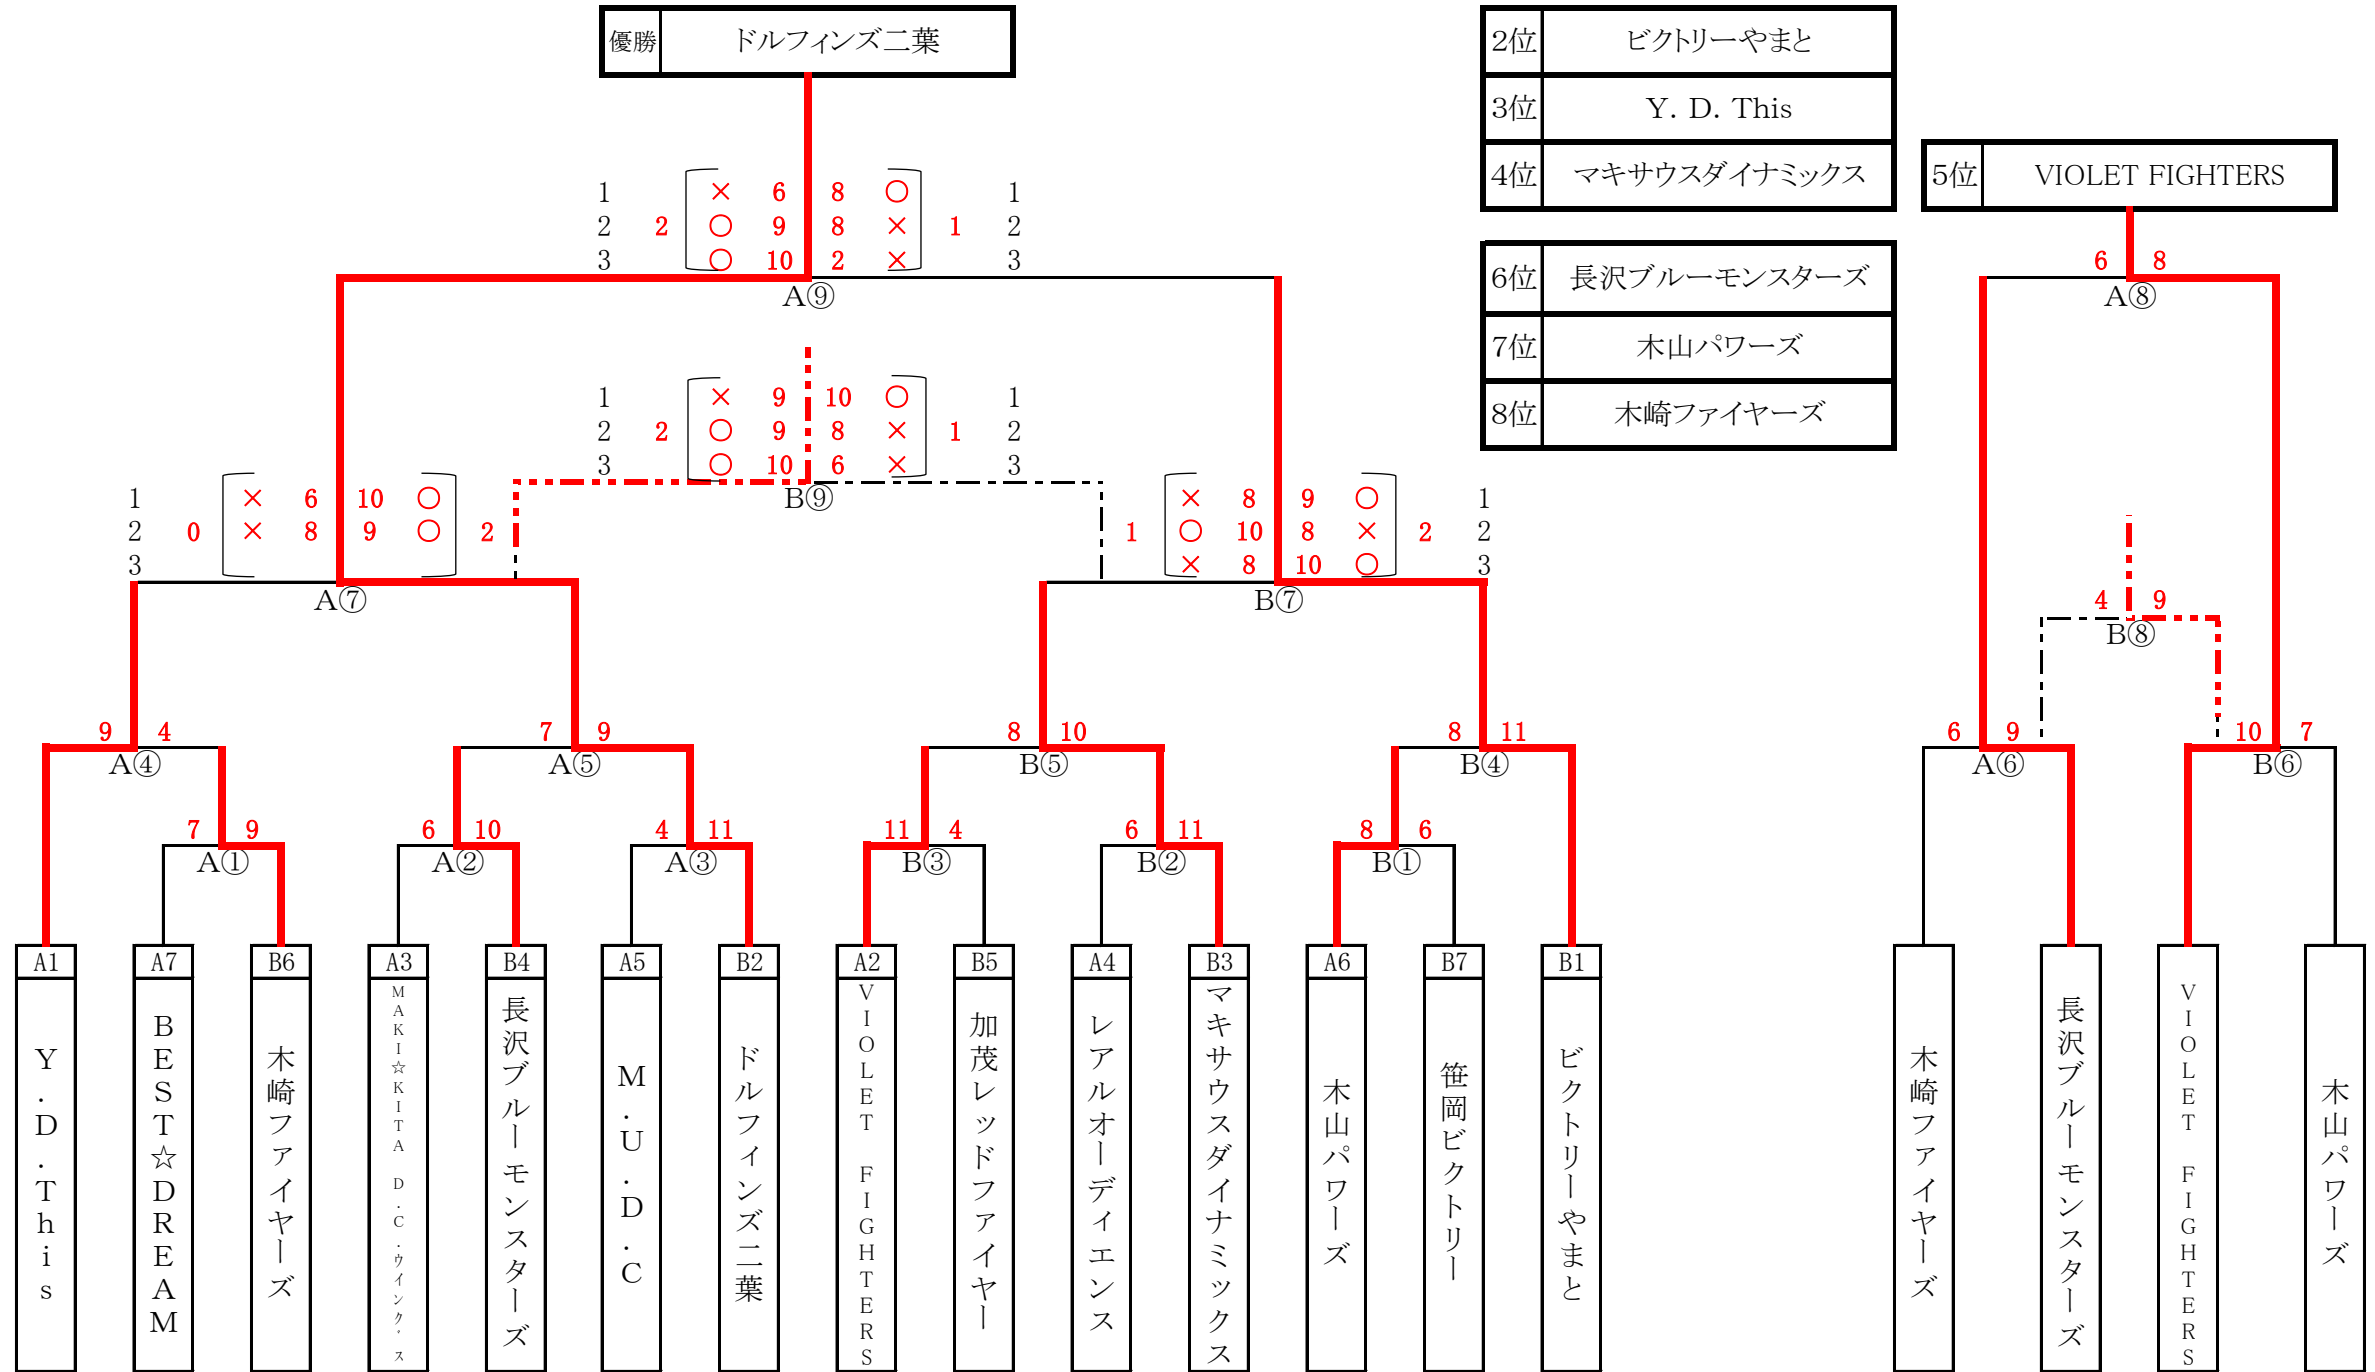 優勝 ドルフィンズ二葉
2位 ビクトリーやまと
3位 Y. D. This
4位 マキサウスダイナミックス
5位 VIOLET FIGHTERS
6位 長沢ブルーモンスターズ
7位 木山パワーズ
8位 木崎ファイヤーズ
1 × 6 8 ○ 1
2 2 ○ 9 8 × 1 2
3 ○ 10 2 × 3
A⑨
6 8
A⑧
1 × 9 10 ○ 1
2 2 ○ 9 8 × 1 2
3 ○ 10 6 × 3
B⑨
1 × 6 10 ○
2 0 × 8 9 ○ 2
3
A⑦
× 8 9 ○ 1
1 ○ 10 8 × 2 2
× 8 10 ○ 3
B⑦
4 9
B⑧
9 4
A④
7 9
A⑤
8 10
B⑤
8 11
B④
6 9
A⑥
10 7
B⑥
7 9
A①
6 10
A②
4 11
A③
11 4
B③
6 11
B②
8 6
B①
A1
Y.D.This
A7
BEST☆DREAM
B6
木崎ファイヤーズ
A3
MAKI☆KITA D.C.ウインク゛ス
B4
長沢ブルーモンスターズ
A5
M.U.D.C
B2
ドルフィンズ二葉
A2
VIOLET FIGHTERS
B5
加茂レッドファイヤー
A4
レアルオーディエンス
B3
マキサウスダイナミックス
A6
木山パワーズ
B7
笹岡ビクトリー
B1
ビクトリーやまと
木崎ファイヤーズ
長沢ブルーモンスターズ
VIOLET FIGHTERS
木山パワーズ